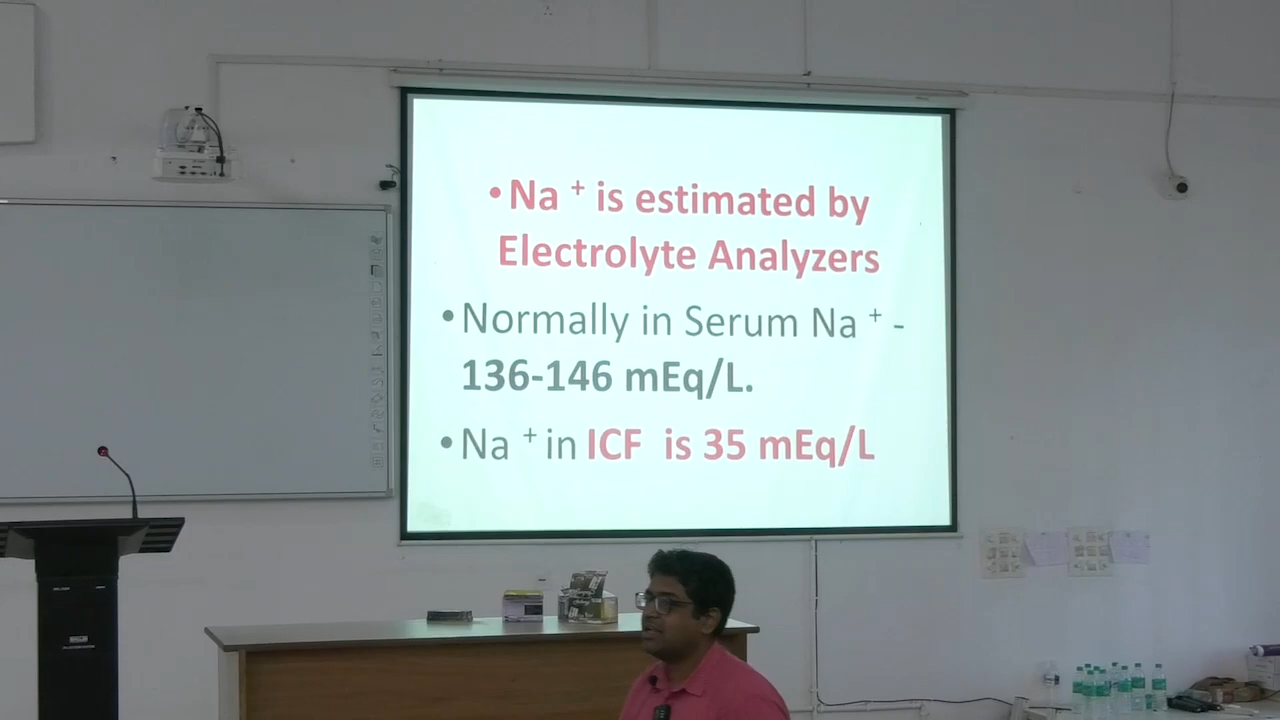 •Na + is estimated by
Electrolyte Analyzers
•Normally in Serum Na + -
136-146 mEq/L.
•Na + in ICF is 35 mEq/L